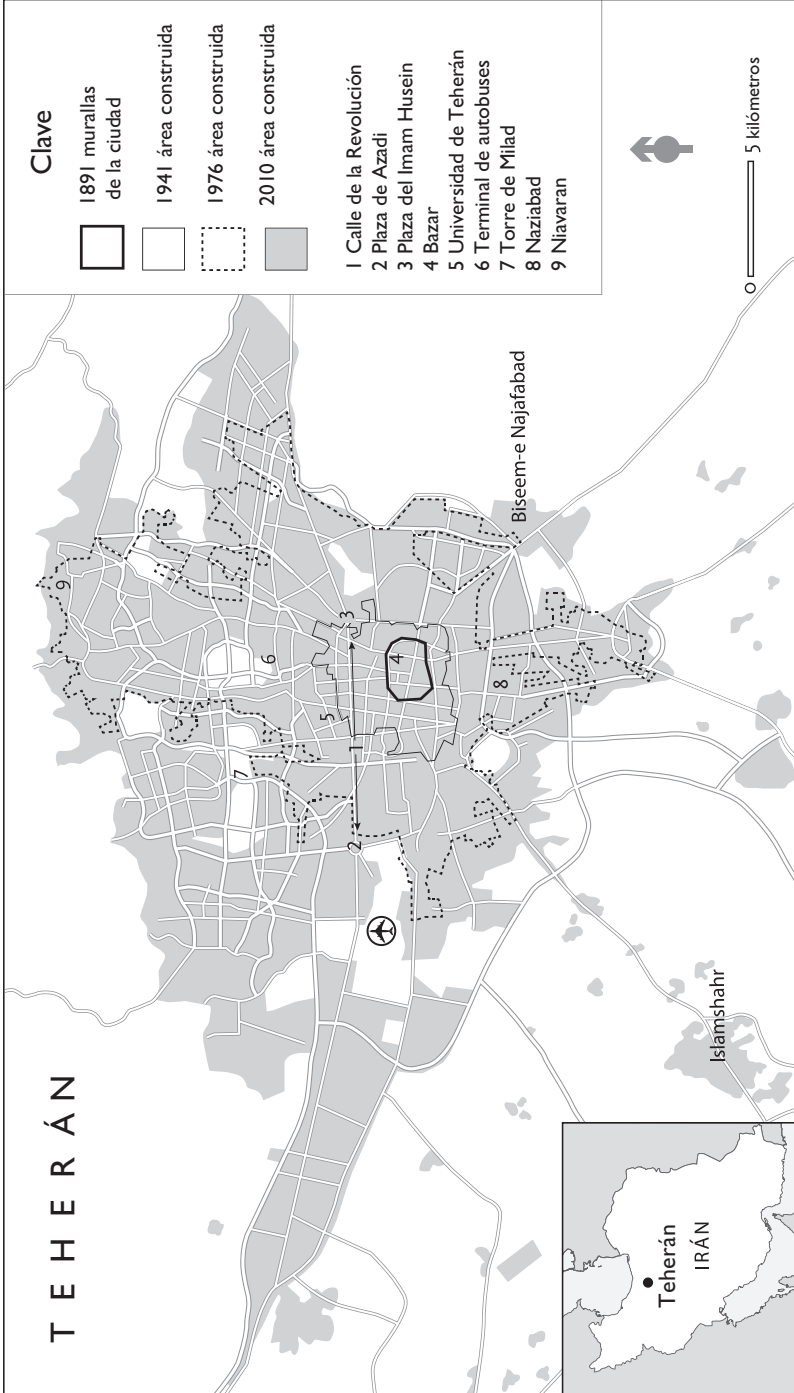 TEHERÁN
Clave
1891 murallas
de la ciudad
1941 área construida
1976 área construida
2010 área construida
1 Calle de la Revolución
2 Plaza de Azadi
3 Plaza del Imam Husein
4 Bazar
5 Universidad de Teherán
6 Terminal de autobuses
7 Torre de Milad
8 Naziabad
9 Niavaran
9
7
6
5
3
1
2
4
8
Biseem-e Najafabad
Islamshahr
5 kilómetros
Teherán
IRÁN